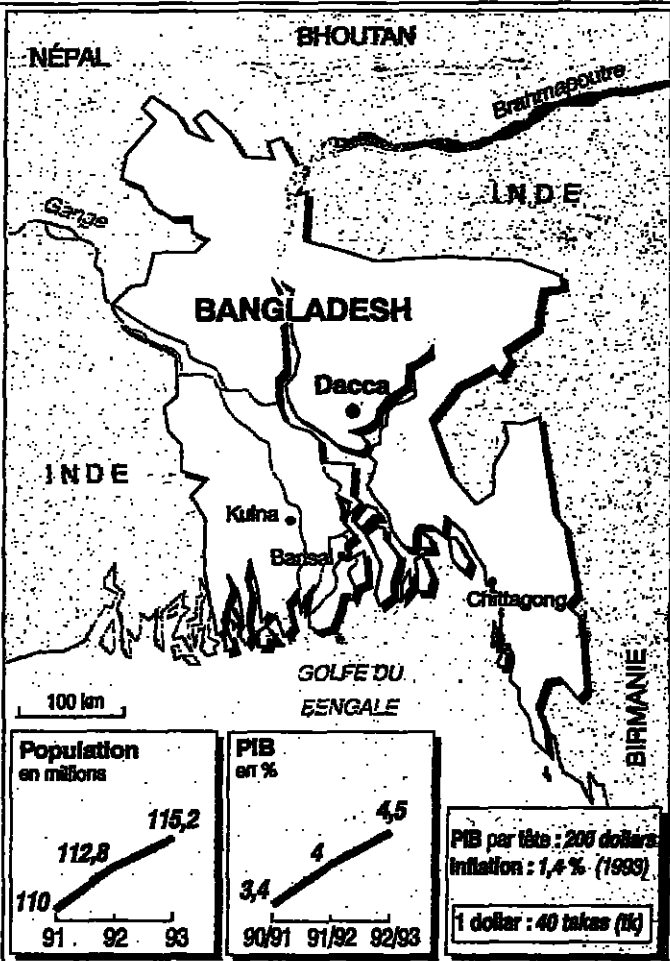 BHOUTAN
NÉPAL
Brahmapoutre
INDE
Gange
BANGLADESH
Dacca
INDE
Kulna
Barisal
Chittagong
GOLFE DU
BENGALE
BIRMANIE
100 km
Population
en millions
110
112,8
115,2
91 92 93
PIB
en %
3,4
4
4,5
90/91 91/92 92/93
PIB par tête : 200 dollars
Inflation : 1,4 % (1993)
1 dollar : 40 takas (tk)